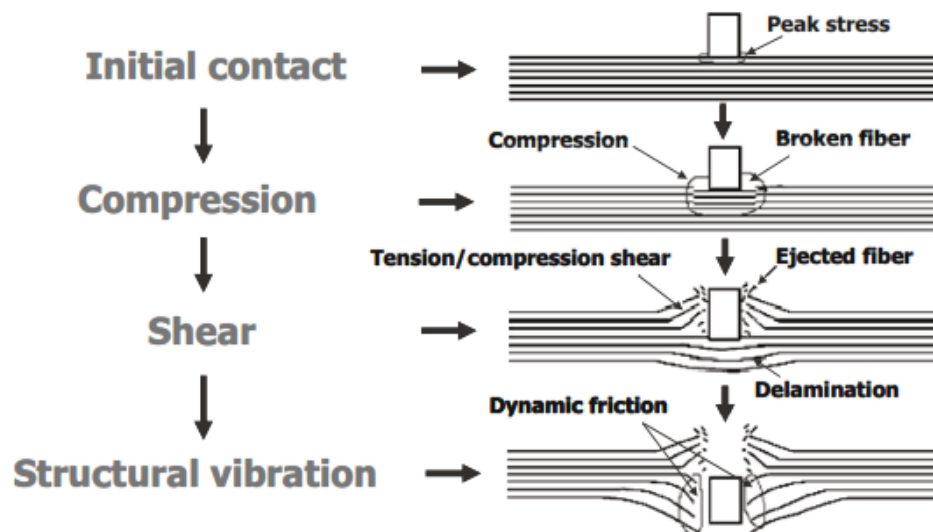 Initial contact
Peak stress
Compression
Broken fiber
Compression
Tension/compression shear
Ejected fiber
Shear
Delamination
Dynamic friction
Structural vibration